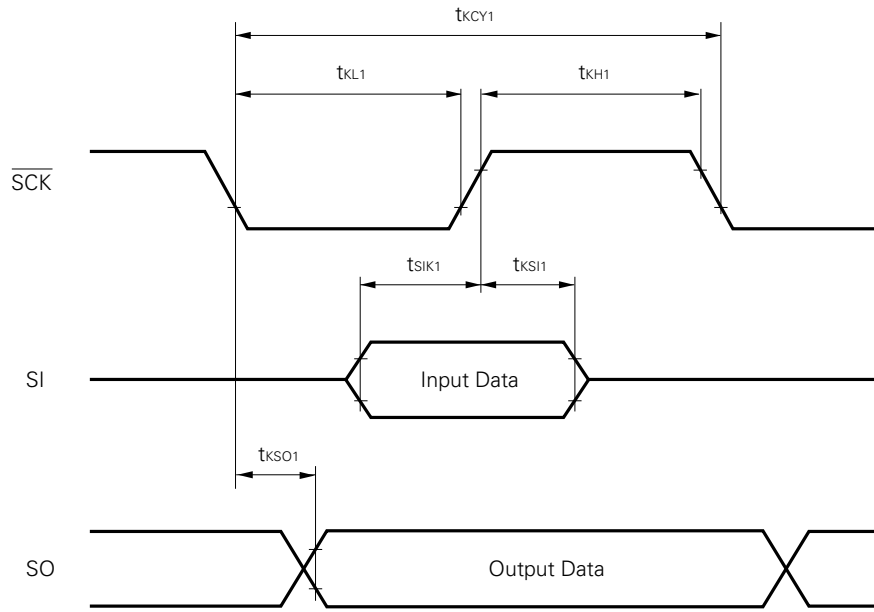 tKCY1
tKL1 tKH1
SCK
tSIK1 tKSI1
SI Input Data
tKSO1
SO Output Data